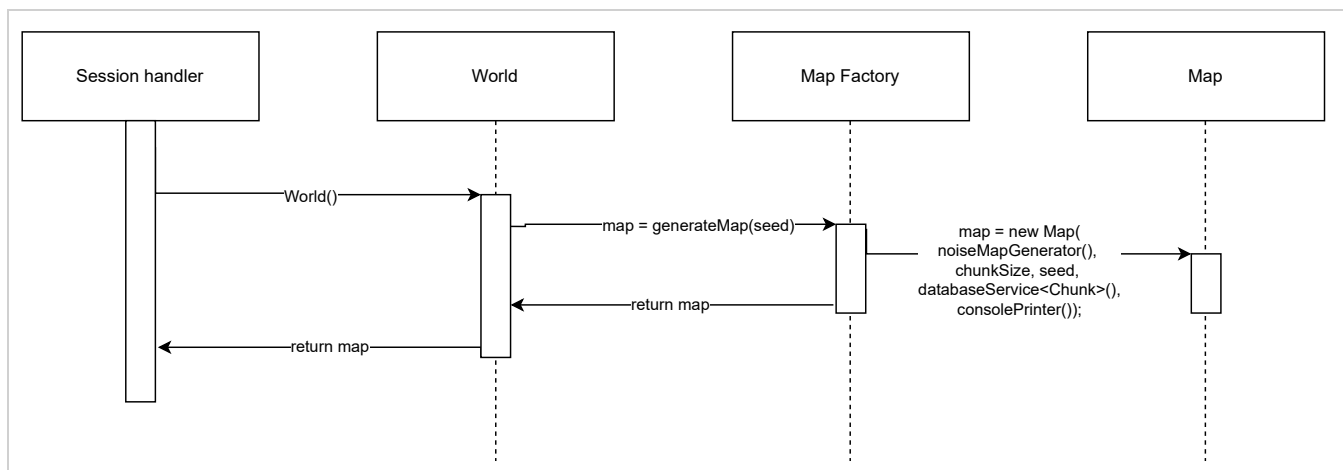 Session handler
World
Map Factory
Map
World()
map = generateMap(seed)
map = new Map(
noiseMapGenerator(),
chunkSize, seed,
databaseService<Chunk>(),
consolePrinter());
return map
return map